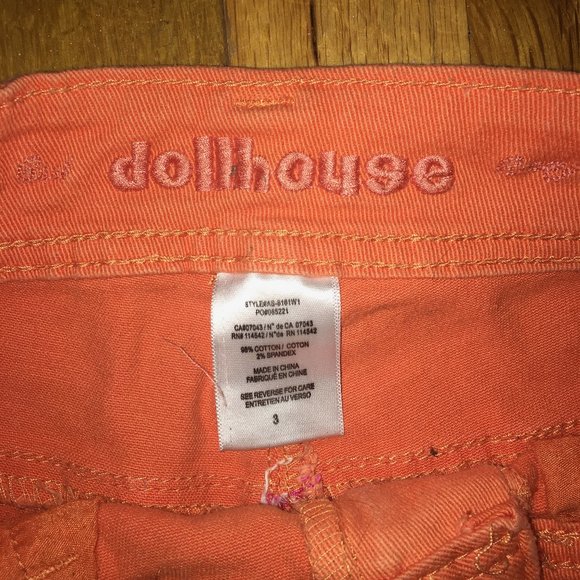 dollhouse
STYLE#AS-8161W1
PO#085221
CA#07043 / N° de CA 07043
RN# 114542 / N°de RN 114542
98% COTTON / COTON
2% SPANDEX
MADE IN CHINA
FABRIQUÉ EN CHINE
SEE REVERSE FOR CARE
ENTRETIEN AU VERSO
3